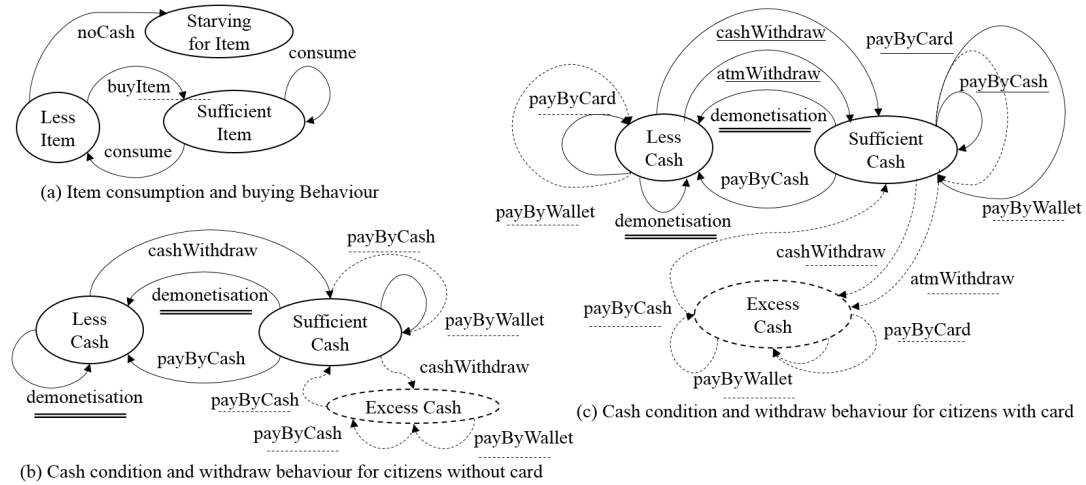 noCash
Starving
for Item
consume
buyItem
Less
Item
Sufficient
Item
consume
(a) Item consumption and buying Behaviour
cashWithdraw
payByCash
demonetisation
Less
Cash
Sufficient
Cash
payByWallet
payByCash
cashWithdraw
demonetisation
payByCash
Excess Cash
payByCash
payByWallet
(b) Cash condition and withdraw behaviour for citizens without card
cashWithdraw
payByCard
atmWithdraw
payByCash
payByCard
demonetisation
Less
Cash
Sufficient
Cash
payByCash
payByWallet
demonetisation
payByWallet
cashWithdraw
atmWithdraw
Excess
Cash
payByCash
payByCard
payByWallet
(c) Cash condition and withdraw behaviour for citizens with card